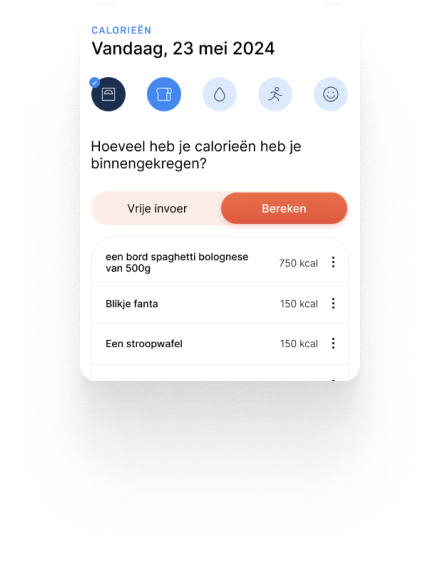 CALORIEËN
Vandaag, 23 mei 2024
Hoeveel heb je calorieën heb je
binnengekregen?
Vrije invoer
Bereken
een bord spaghetti bolognese
van 500g
750 kcal
Blikje fanta
150 kcal
Een stroopwafel
150 kcal